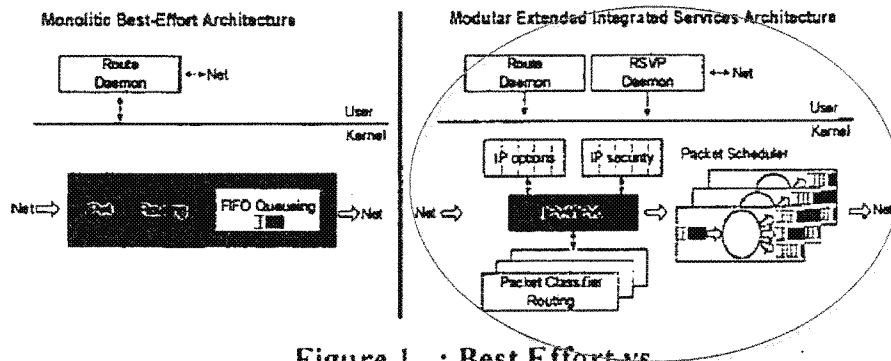 Monolitic Best-Effort Architecture
Route
Daemon
Net
User
Kernel
Net
Routing
FIFO Queueing
Net
Modular Extended Integrated Services Architecture
Route
Daemon
RSVP
Daemon
Net
User
Kernel
IP options
IP security
Packet Scheduler
Net
Net
Packet Classifier
Routing
Figure 1 : Best Effort vs